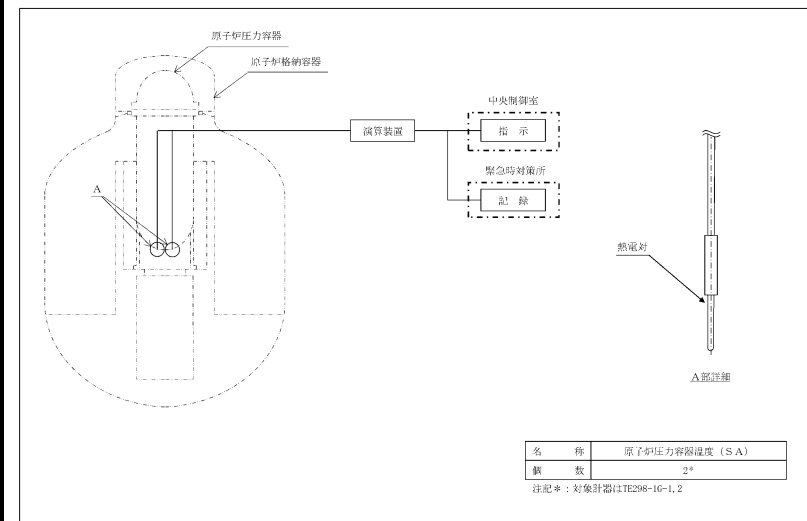 原子炉圧力容器
原子炉格納容器
中央制御室
演算装置
指 示
緊急時対策所
記 録
A
熱電対
A部詳細
名 称 原子炉圧力容器温度（SA）
個 数 2*
注記＊：対象計器はTE298-1G-1,2